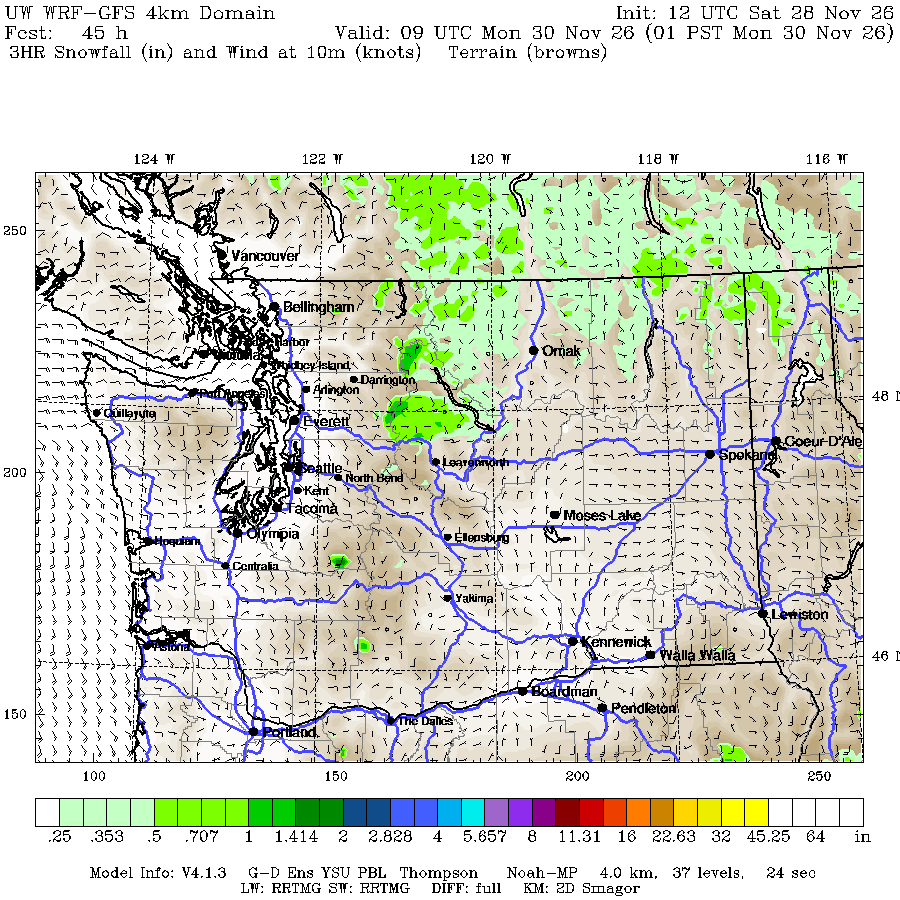 UW WRF-GFS 4km Domain Init: 12 UTC Sat 28 Nov 26
Fcst: 45 h Valid: 09 UTC Mon 30 Nov 26 (01 PST Mon 30 Nov 26)
3HR Snowfall (in) and Wind at 10m (knots) Terrain (browns)
124 W 122 W 120 W 118 W 116 W
250
Vancouver
Bellingham
Harbor
Whidbey Island
Omak
Darrington
Arlington
Port Angeles
48 N
Quillayute
Everett
Coeur-D'Ale
Spokane
Leavenworth
Seattle
200
North Bend
Kent
Tacoma
Moses Lake
Olympia
Hoquiam
Ellensburg
Centralia
Yakima
Lewiston
Kennewick
Astoria
Walla Walla
46 N
Boardman
Pendleton
150
The Dalles
Portland
100 150 200 250
.25 .353 .5 .707 1 1.414 2 2.828 4 5.657 8 11.31 16 22.63 32 45.25 64 in
Model Info: V4.1.3 G-D Ens YSU PBL Thompson Noah-MP 4.0 km, 37 levels, 24 sec
LW: RRTMG SW: RRTMG DIFF: full KM: 2D Smagor